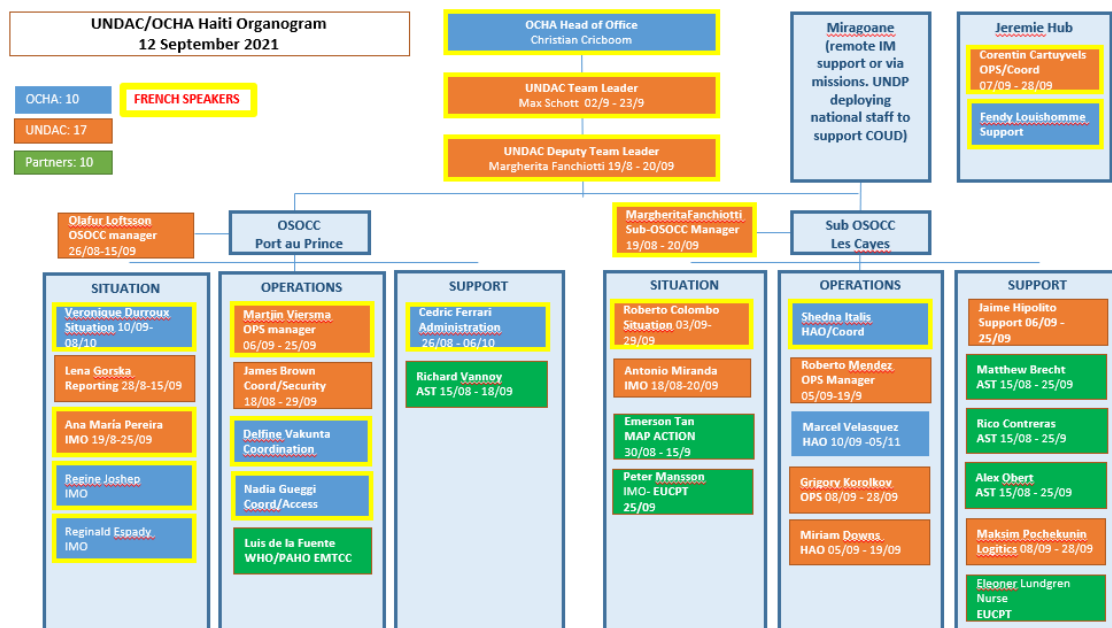 UNDAC/OCHA Haiti Organogram
12 September 2021
OCHA: 10
FRENCH SPEAKERS
UNDAC: 17
Partners: 10
OCHA Head of Office
Christian Cricboom
UNDAC Team Leader
Max Schott 02/9 - 23/9
UNDAC Deputy Team Leader
Margherita Fanchiotti 19/8 - 20/09
Miragoane
(remote IM
support or via
missions. UNDP
deploying
national staff to
support COUD)
Jeremie Hub
Corentin Cartuyvels
OPS/Coord
07/09 - 28/09
Fendy Louishomme
Support
Olafur Loftsson
OSOCC manager
26/08-15/09
OSOCC
Port au Prince
MargheritaFanchiotti
Sub-OSOCC Manager
19/08 - 20/09
Sub OSOCC
Les Cayes
SITUATION
Veronique Durroux
Situation 10/09-
08/10
Lena Gorska
Reporting 28/8-15/09
Ana Maria Pereira
IMO 19/8-25/09
Regine Joshep
IMO
Reginald Espady
IMO
OPERATIONS
Martijn Viersma
OPS manager
06/09 - 25/09
James Brown
Coord/Security
18/08 - 29/09
Delfine Vakunta
Coordination
Nadia Gueggi
Coord/Access
Luis de la Fuente
WHO/PAHO EMTCC
SUPPORT
Cedric Ferrari
Administration
26/08 - 06/10
Richard Vannoy
AST 15/08 - 18/09
SITUATION
Roberto Colombo
Situation 03/09-
29/09
Antonio Miranda
IMO 18/08-20/09
Emerson Tan
MAP ACTION
30/08 - 15/9
Peter Mansson
IMO- EUCPT
25/09
OPERATIONS
Shedna Italis
HAO/Coord
Roberto Mendez
OPS Manager
05/09-19/9
Marcel Velasquez
HAO 10/09 -05/11
Grigory Korolkov
OPS 08/09 - 28/09
Miriam Downs
HAO 05/09 - 19/09
SUPPORT
Jaime Hipolito
Support 06/09 -
25/09
Matthew Brecht
AST 15/08 - 25/09
Rico Contreras
AST 15/08 - 25/9
Alex Obert
AST 15/08 - 25/09
Maksim Pochekunin
Logitics 08/09 - 28/09
Eleoner Lundgren
Nurse
EUCPT